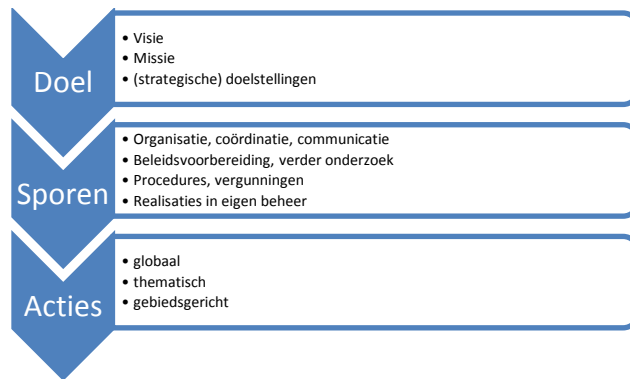 Doel
• Visie
• Missie
• (strategische) doelstellingen
Sporen
• Organisatie, coördinatie, communicatie
• Beleidsvoorbereiding, verder onderzoek
• Procedures, vergunningen
• Realisaties in eigen beheer
Acties
• globaal
• thematisch
• gebiedsgericht